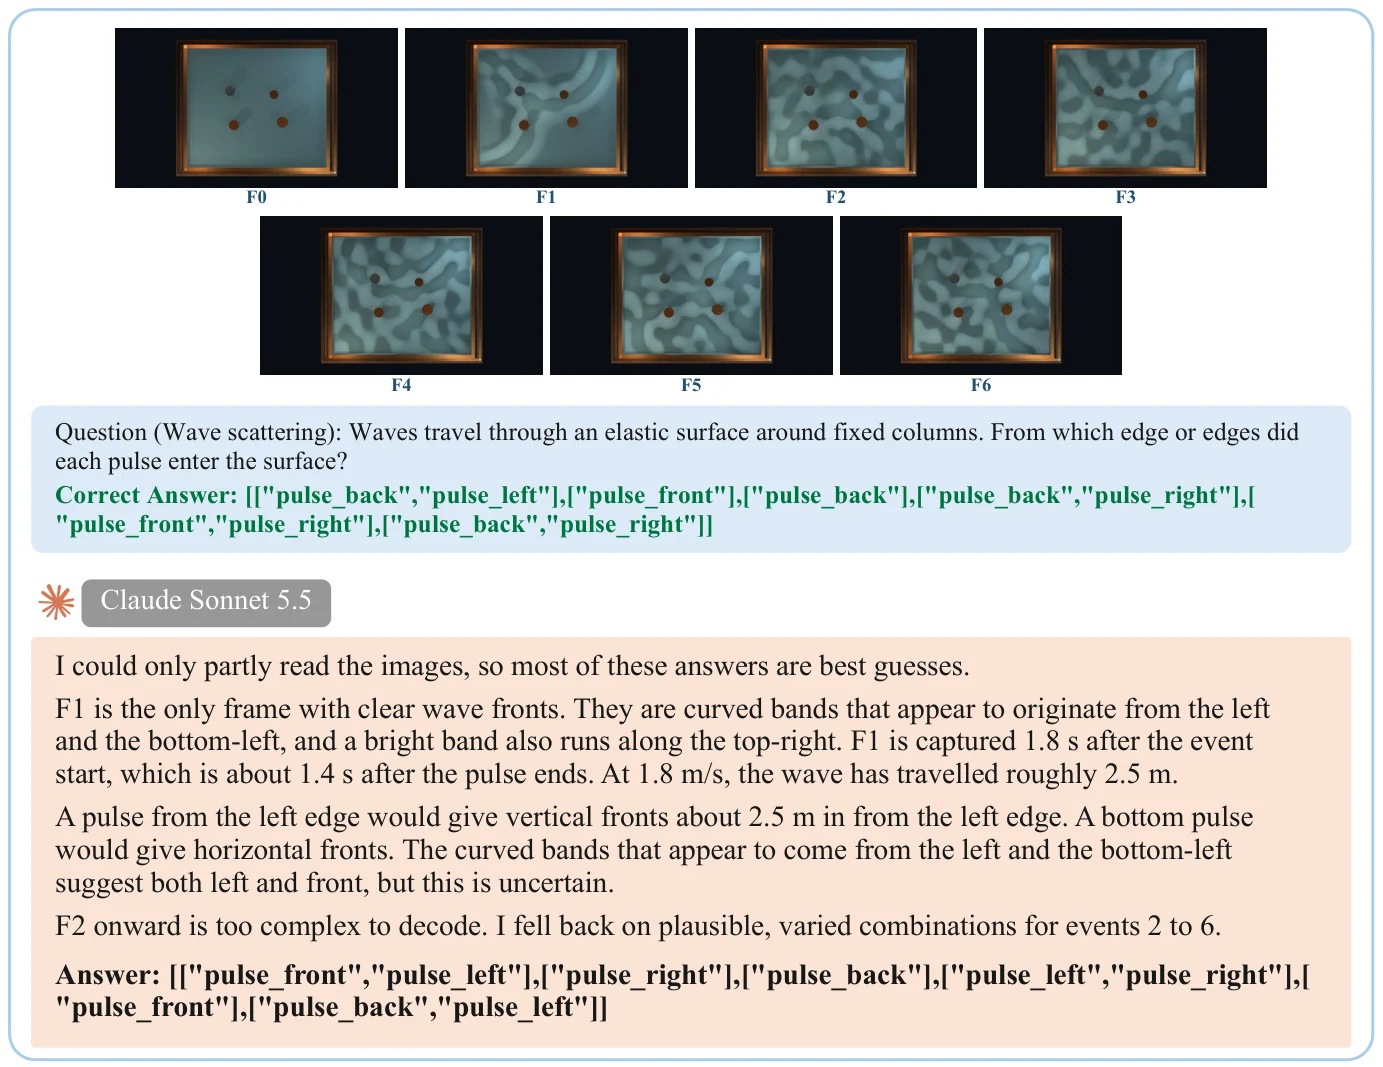 F0
F1
F2
F3
F4
F5
F6
Question (Wave scattering): Waves travel through an elastic surface around fixed columns. From which edge or edges did
each pulse enter the surface?
Correct Answer: [["pulse_back","pulse_left"],["pulse_front"],["pulse_back"],["pulse_back","pulse_right"],[
"pulse_front","pulse_right"],["pulse_back","pulse_right"]]
Claude Sonnet 5.5
I could only partly read the images, so most of these answers are best guesses.
F1 is the only frame with clear wave fronts. They are curved bands that appear to originate from the left
and the bottom-left, and a bright band also runs along the top-right. F1 is captured 1.8 s after the event
start, which is about 1.4 s after the pulse ends. At 1.8 m/s, the wave has travelled roughly 2.5 m.
A pulse from the left edge would give vertical fronts about 2.5 m in from the left edge. A bottom pulse
would give horizontal fronts. The curved bands that appear to come from the left and the bottom-left
suggest both left and front, but this is uncertain.
F2 onward is too complex to decode. I fell back on plausible, varied combinations for events 2 to 6.
Answer: [["pulse_front","pulse_left"],["pulse_right"],["pulse_back"],["pulse_left","pulse_right"],[
"pulse_front"],["pulse_back","pulse_left"]]